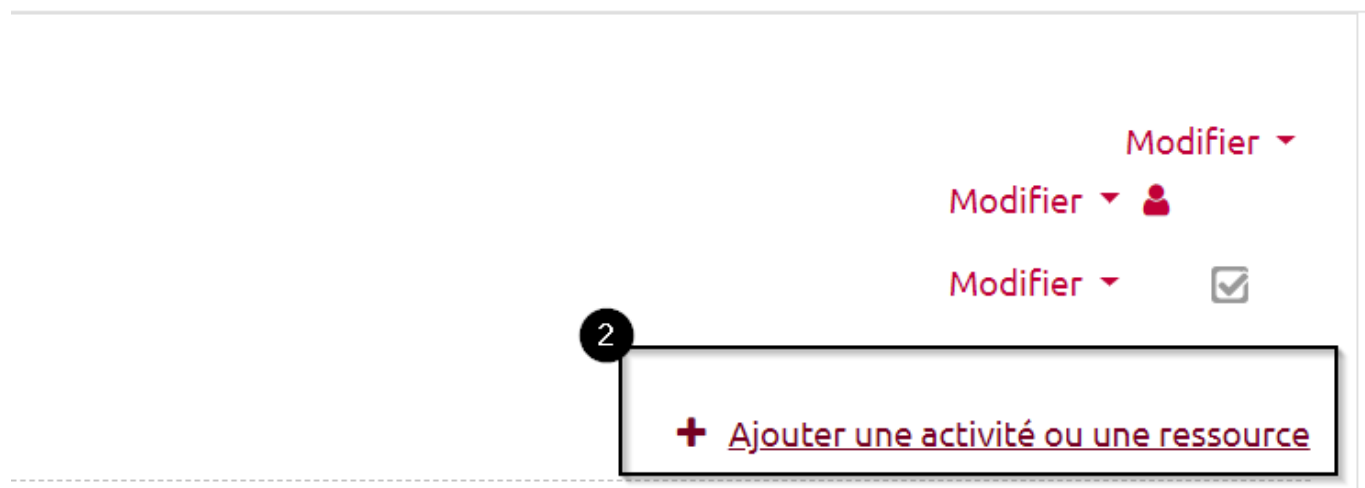 Modifier
Modifier
Modifier
2
Ajouter une activité ou une ressource